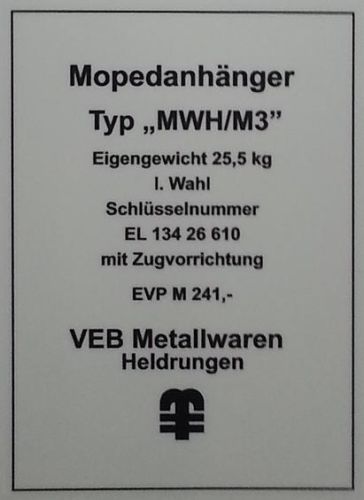 Mopedanhänger
Typ „MWH/M3”
Eigengewicht 25,5 kg
I. Wahl
Schlüsselnummer
EL 134 26 610
mit Zugvorrichtung
EVP M 241,-
VEB Metallwaren
Heldrungen